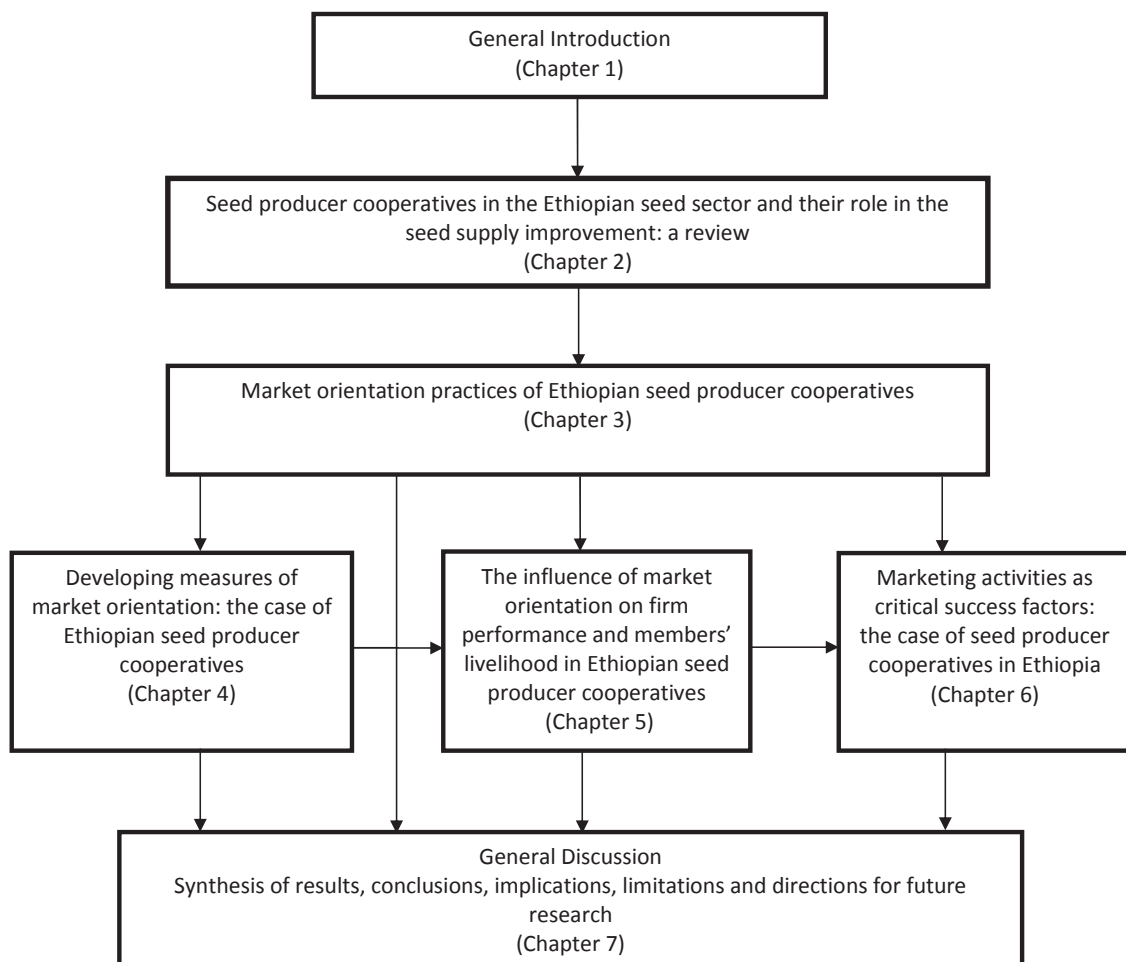 General Introduction
(Chapter 1)
Seed producer cooperatives in the Ethiopian seed sector and their role in the
seed supply improvement: a review
(Chapter 2)
Market orientation practices of Ethiopian seed producer cooperatives
(Chapter 3)
Developing measures of
market orientation: the case of
Ethiopian seed producer
cooperatives
(Chapter 4)
The influence of market
orientation on firm
performance and members’
livelihood in Ethiopian seed
producer cooperatives
(Chapter 5)
Marketing activities as
critical success factors:
the case of seed producer
cooperatives in Ethiopia
(Chapter 6)
General Discussion
Synthesis of results, conclusions, implications, limitations and directions for future
research
(Chapter 7)